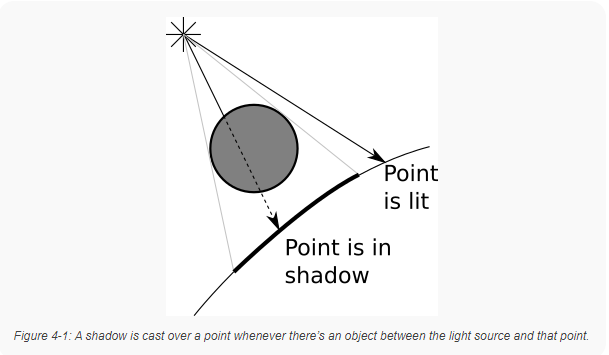 Point
is lit
Point is in
shadow
Figure 4-1: A shadow is cast over a point whenever there's an object between the light source and that point.